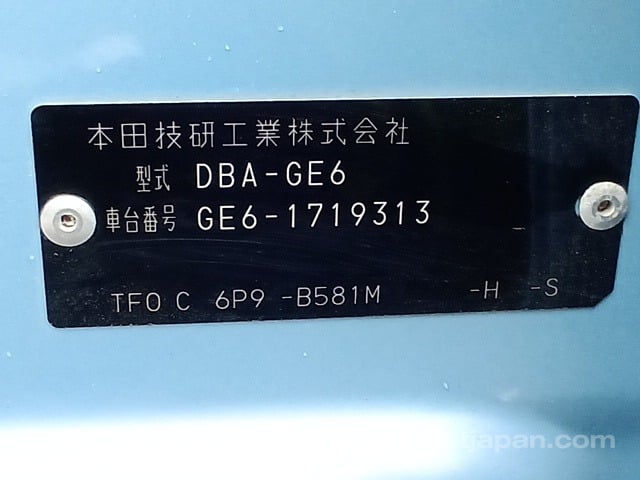 本田技研工業株式会社
型式 DBA-GE6
車台番号 GE6-1719313
TF0 C 6P9 -B581M -H -S
gapan.com